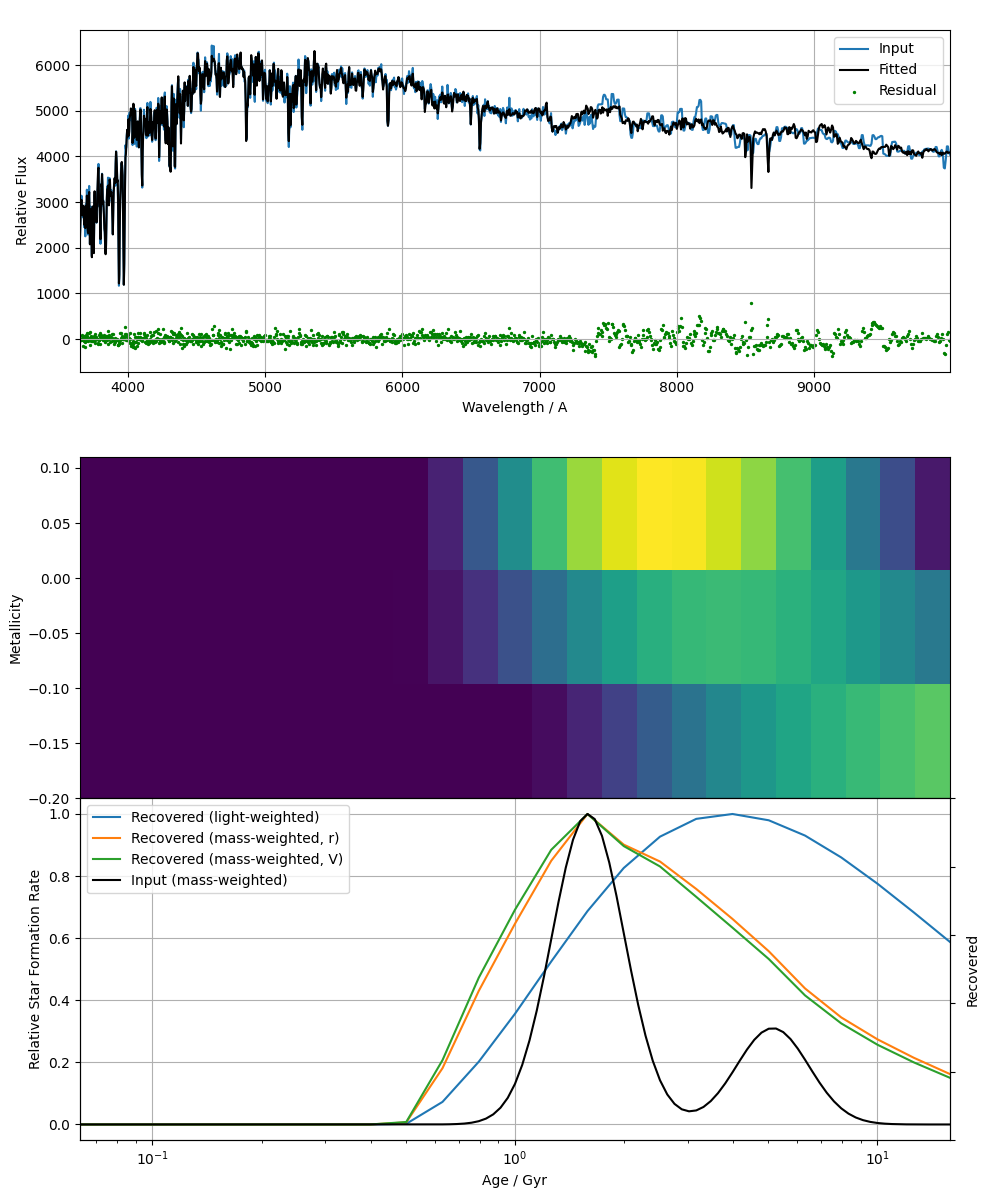 Input
Fitted
Residual
6000
5000
4000
3000
2000
1000
0
Relative Flux
4000 5000 6000 7000 8000 9000
Wavelength / A
0.10
0.05
0.00
−0.05
−0.10
−0.15
−0.20
Metallicity
Recovered (light-weighted)
Recovered (mass-weighted, r)
Recovered (mass-weighted, V)
Input (mass-weighted)
1.0
0.8
0.6
0.4
0.2
0.0
Relative Star Formation Rate
Recovered
10⁻¹ 10⁰ 10¹
Age / Gyr